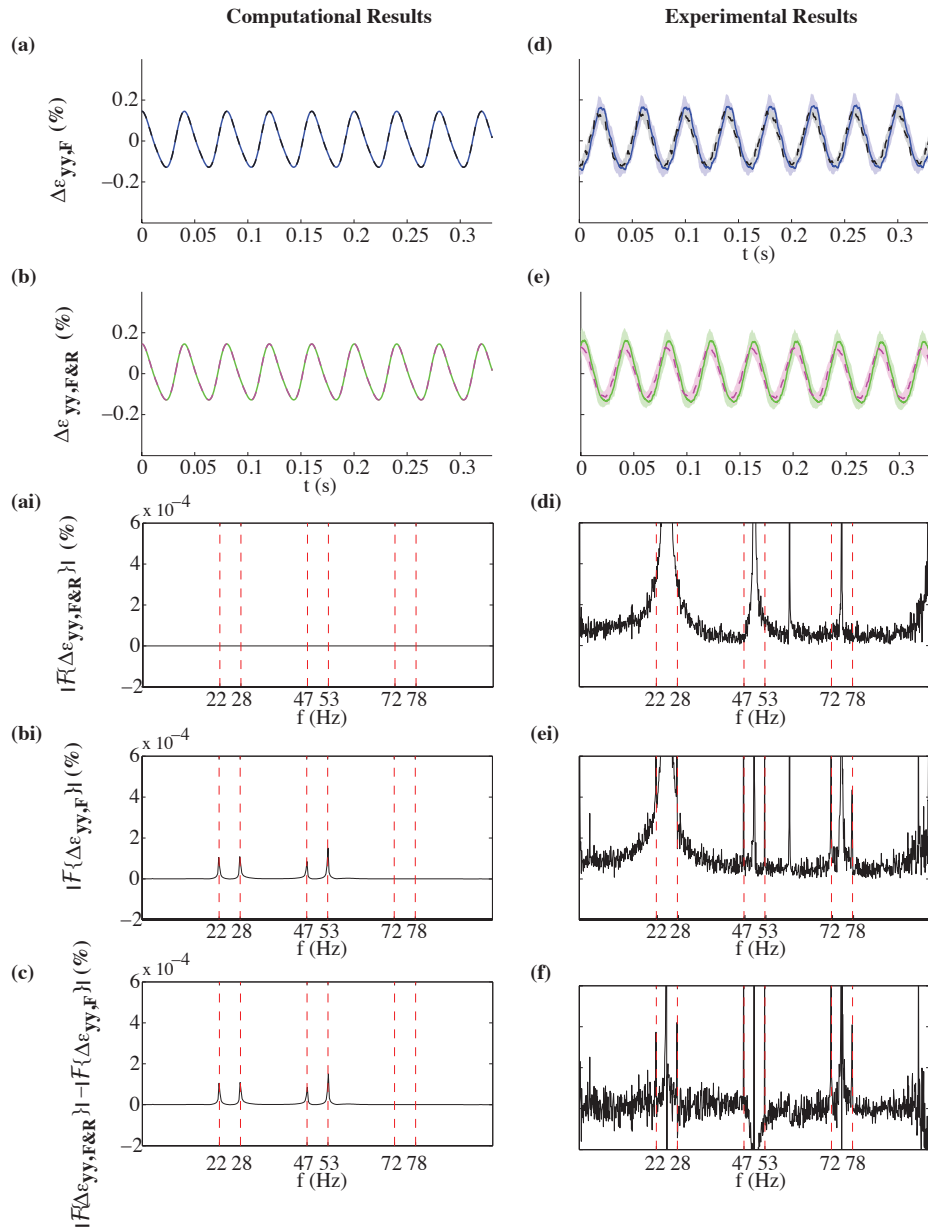 Computational Results
Experimental Results
(a)
Δε yy,F (%)
0.2
0
−0.2
0 0.05 0.1 0.15 0.2 0.25 0.3
(d)
0 0.05 0.1 0.15 0.2 0.25 0.3
t (s)
(b)
Δε yy,F&R (%)
0.2
0
−0.2
0 0.05 0.1 0.15 0.2 0.25 0.3
t (s)
(e)
0 0.05 0.1 0.15 0.2 0.25 0.3
(ai)
|F{Δε yy,F&R}| (%)
x 10−4
6
4
2
0
−2
22 28 47 53 72 78
f (Hz)
(di)
22 28 47 53 72 78
f (Hz)
(bi)
|F{Δε yy,F}| (%)
x 10−4
6
4
2
0
−2
22 28 47 53 72 78
f (Hz)
(ei)
22 28 47 53 72 78
f (Hz)
(c)
|F{Δε yy,F&R}| −|F{Δε yy,F}| (%)
x 10−4
6
4
2
0
−2
22 28 47 53 72 78
f (Hz)
(f)
22 28 47 53 72 78
f (Hz)